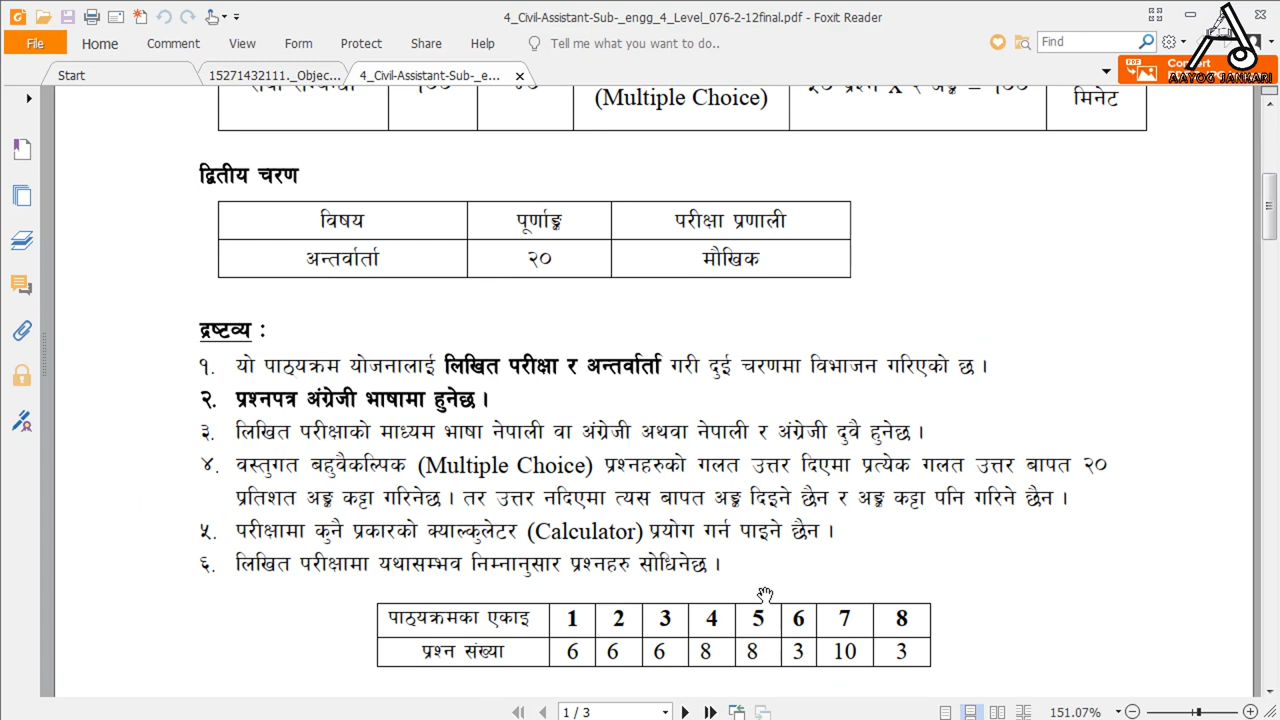 4_Civil-Assistant-Sub-_engg_4_Level_076-2-12final.pdf - Foxit Reader
File Home Comment View Form Protect Share Help Tell me what you want to do.. Find
Start 15271432111._Objec... 4_Civil-Assistant-Sub-_e... Convert
AAYOG JANKARI
(Multiple Choice) मिनेट
द्वितीय चरण
विषय पूर्णाङ्क परीक्षा प्रणाली
अन्तर्वार्ता २० मौखिक
द्रष्टव्य :
१. यो पाठ्यक्रम योजनालाई लिखित परीक्षा र अन्तर्वार्ता गरी दुई चरणमा विभाजन गरिएको छ ।
२. प्रश्नपत्र अंग्रेजी भाषामा हुनेछ ।
३. लिखित परीक्षाको माध्यम भाषा नेपाली वा अंग्रेजी अथवा नेपाली र अंग्रेजी दुवै हुनेछ ।
४. वस्तुगत बहुवैकल्पिक (Multiple Choice) प्रश्नहरुको गलत उत्तर दिएमा प्रत्येक गलत उत्तर बापत २०
प्रतिशत अङ्क कट्टा गरिनेछ । तर उत्तर नदिएमा त्यस बापत अङ्क दिइने छैन र अङ्क कट्टा पनि गरिने छैन ।
५. परीक्षामा कुनै प्रकारको क्याल्कुलेटर (Calculator) प्रयोग गर्न पाइने छैन ।
६. लिखित परीक्षामा यथासम्भव निम्नानुसार प्रश्नहरु सोधिनेछ ।
पाठ्यक्रमका एकाइ 1 2 3 4 5 6 7 8
प्रश्न संख्या 6 6 6 8 8 3 10 3
1 / 3 151.07%